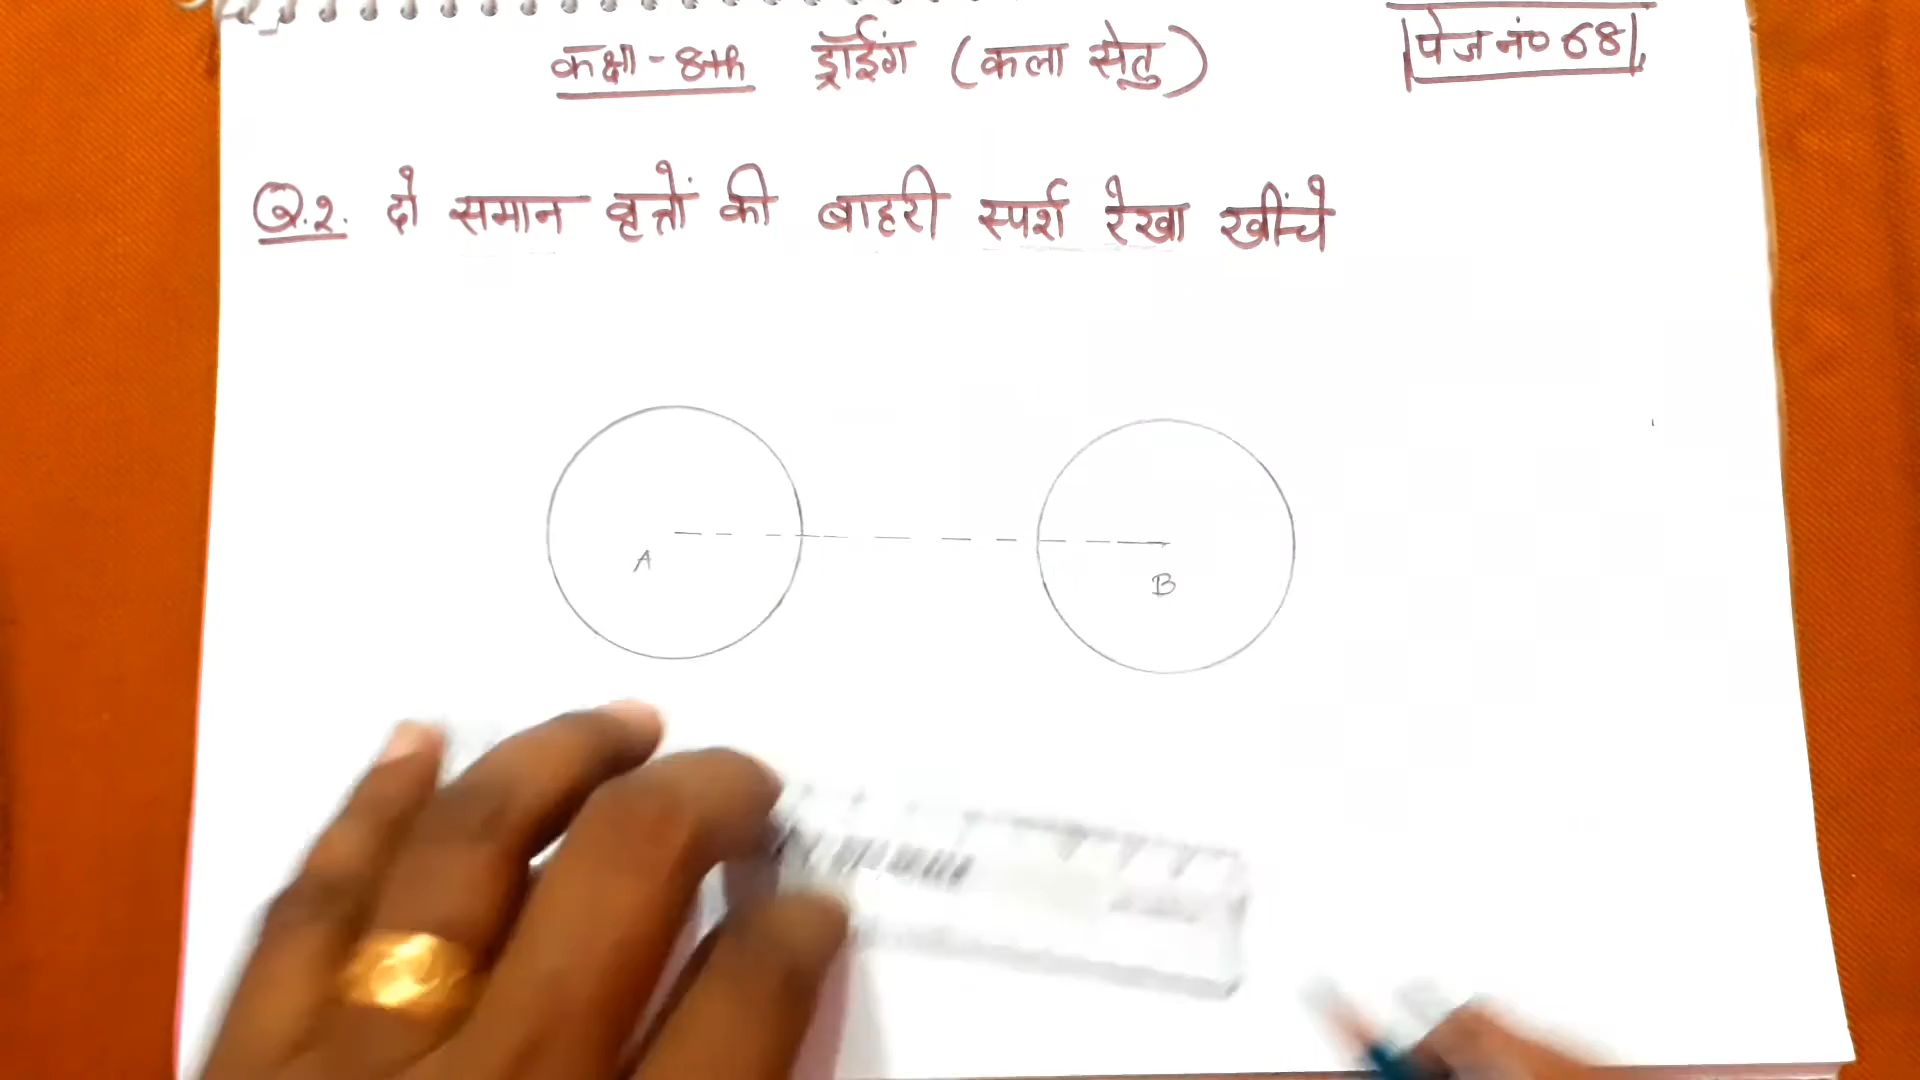 कक्षा - 8th ड्रॉईंग (कला सेतु)
पेज नं० 68
Q.2. दो समान वृत्तों की बाहरी स्पर्श रेखा खींचे
A
B